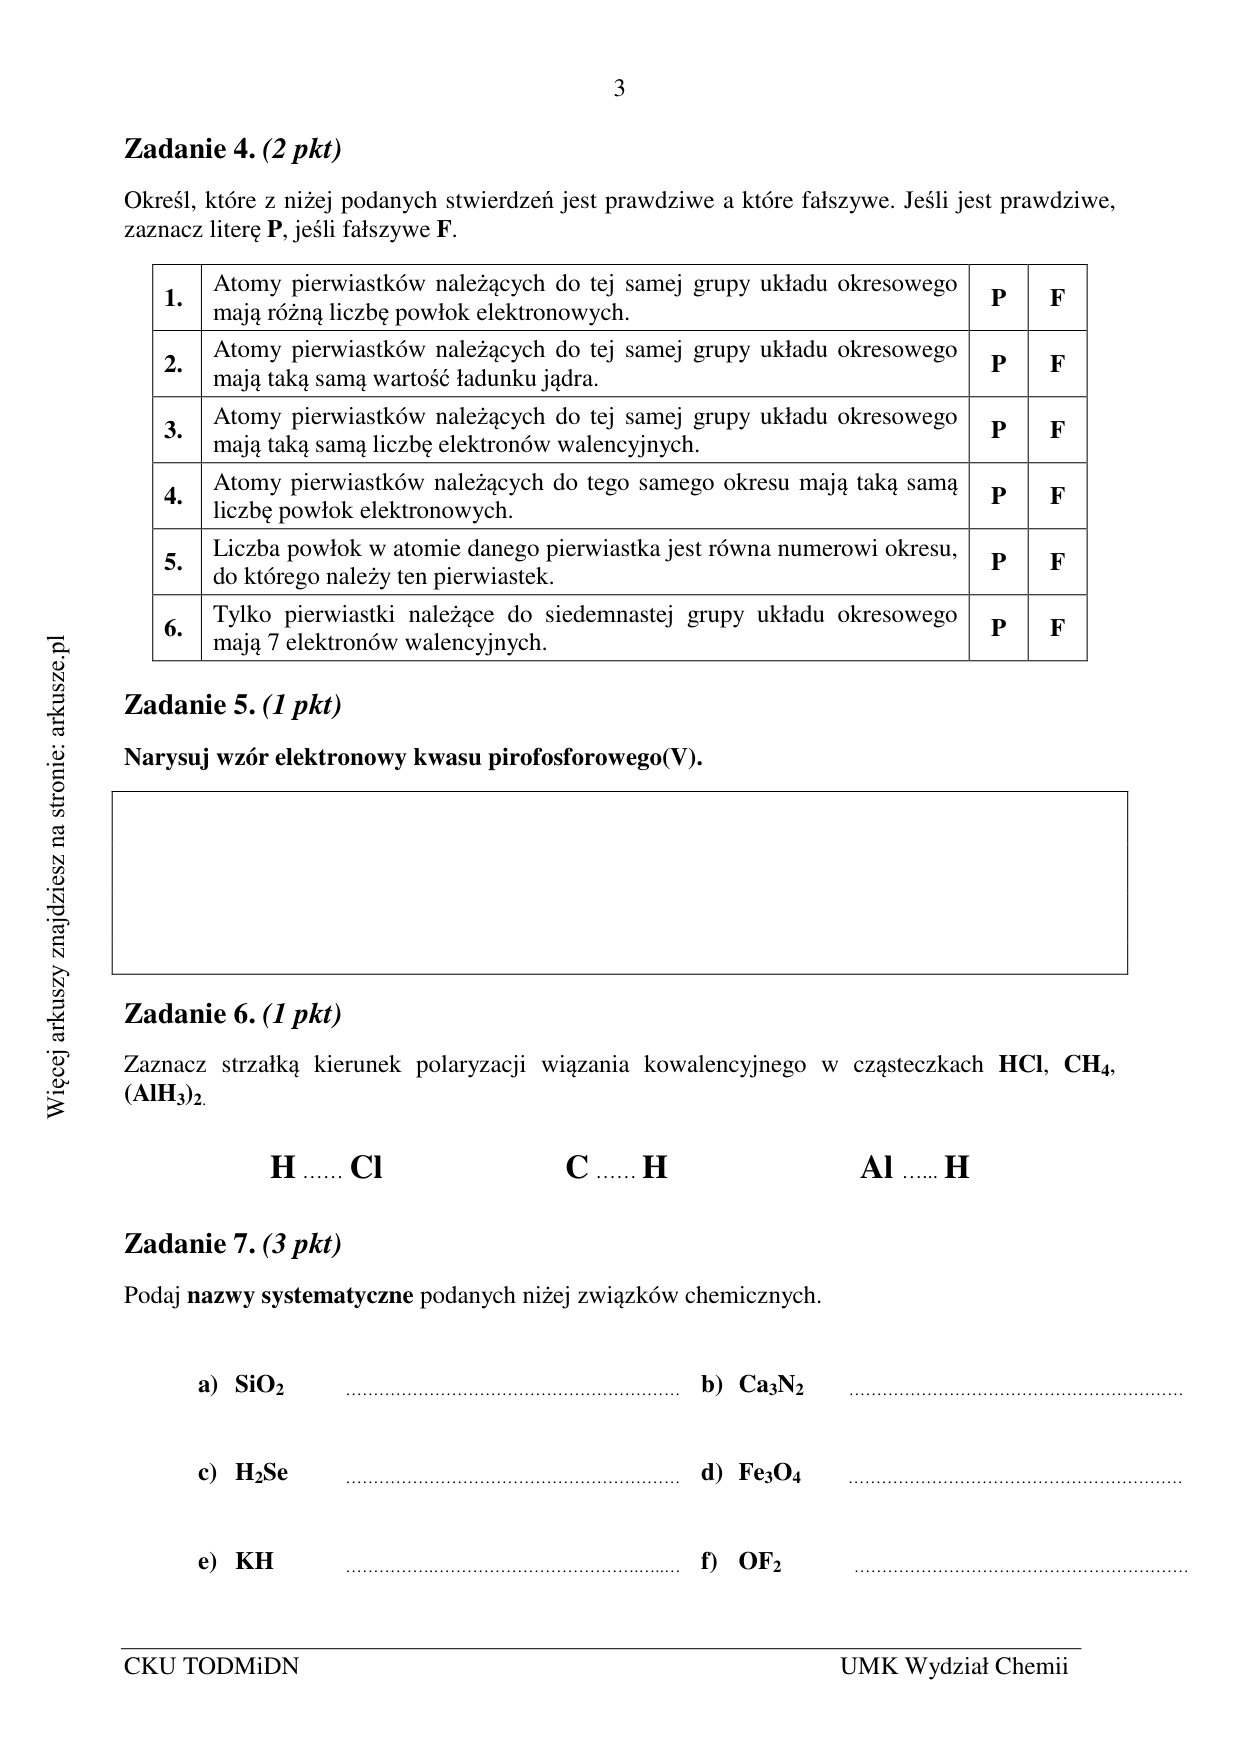 3
Zadanie 4. (2 pkt)
Określ, które z niżej podanych stwierdzeń jest prawdziwe a które fałszywe. Jeśli jest prawdziwe,
zaznacz literę P, jeśli fałszywe F.
1. Atomy pierwiastków należących do tej samej grupy układu okresowego
mają różną liczbę powłok elektronowych. P F
2. Atomy pierwiastków należących do tej samej grupy układu okresowego
mają taką samą wartość ładunku jądra. P F
3. Atomy pierwiastków należących do tej samej grupy układu okresowego
mają taką samą liczbę elektronów walencyjnych. P F
4. Atomy pierwiastków należących do tego samego okresu mają taką samą
liczbę powłok elektronowych. P F
5. Liczba powłok w atomie danego pierwiastka jest równa numerowi okresu,
do którego należy ten pierwiastek. P F
6. Tylko pierwiastki należące do siedemnastej grupy układu okresowego
mają 7 elektronów walencyjnych. P F
Zadanie 5. (1 pkt)
Narysuj wzór elektronowy kwasu pirofosforowego(V).
Zadanie 6. (1 pkt)
Zaznacz strzałką kierunek polaryzacji wiązania kowalencyjnego w cząsteczkach HCl, CH₄,
(AlH₃)₂.
H …… Cl C …… H Al …... H
Zadanie 7. (3 pkt)
Podaj nazwy systematyczne podanych niżej związków chemicznych.
a) SiO₂ …………………………………………………… b) Ca₃N₂ ……………………………………………………
c) H₂Se …………………………………………………… d) Fe₃O₄ ……………………………………………………
e) KH …………………………………………………… f) OF₂ ……………………………………………………
CKU TODMiDN UMK Wydział Chemii
Więcej arkuszy znajdziesz na stronie: arkusze.pl